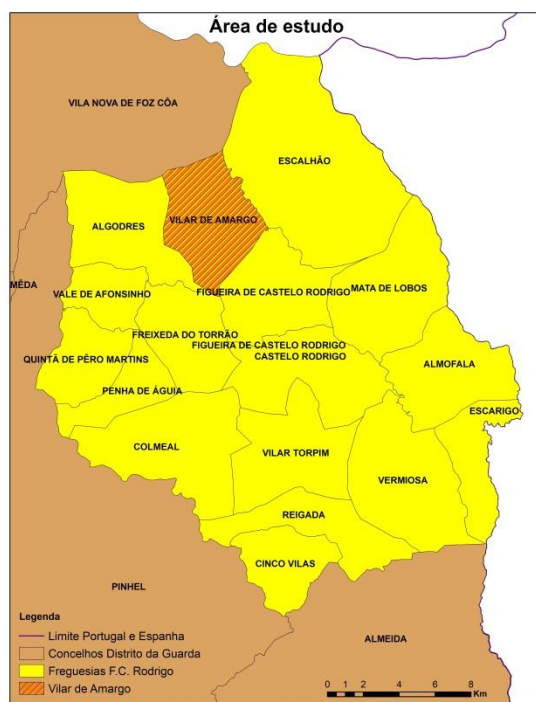 Área de estudo
VILA NOVA DE FOZ CÔA
ESCALHÃO
VILAR DE AMARGO
ALGODRES
MÊDA
VALE DE AFONSINHO
FIGUEIRA DE CASTELO RODRIGO
MATA DE LOBOS
FREIXEDA DO TORRÃO
FIGUEIRA DE CASTELO RODRIGO
CASTELO RODRIGO
QUINTÃ DE PÊRO MARTINS
ALMOFALA
PENHA DE ÁGUIA
ESCARIGO
COLMEAL
VILAR TORPIM
VERMIOSA
REIGADA
CINCO VILAS
PINHEL
ALMEIDA
Legenda
Limite Portugal e Espanha
Concelhos Distrito da Guarda
Freguesias F.C. Rodrigo
Vilar de Amargo
0 1 2 4 6 8
Km